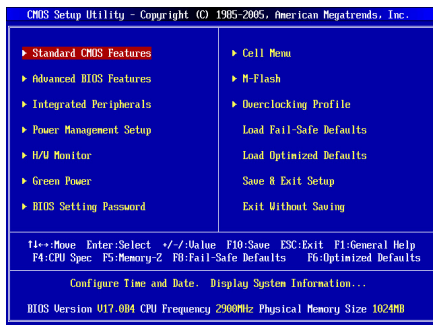 CMOS Setup Utility - Copyright (C) 1985-2005, American Megatrends, Inc.
▶ Standard CMOS Features
▶ Advanced BIOS Features
▶ Integrated Peripherals
▶ Power Management Setup
▶ H/W Monitor
▶ Green Power
▶ BIOS Setting Password
▶ Cell Menu
▶ M-Flash
▶ Overclocking Profile
Load Fail-Safe Defaults
Load Optimized Defaults
Save & Exit Setup
Exit Without Saving
↑↓←→:Move Enter:Select +/-/:Value F10:Save ESC:Exit F1:General Help
F4:CPU Spec F5:Memory-Z F8:Fail-Safe Defaults F6:Optimized Defaults
Configure Time and Date. Display System Information...
BIOS Version V17.0B4 CPU Frequency 2900MHz Physical Memory Size 1024MB